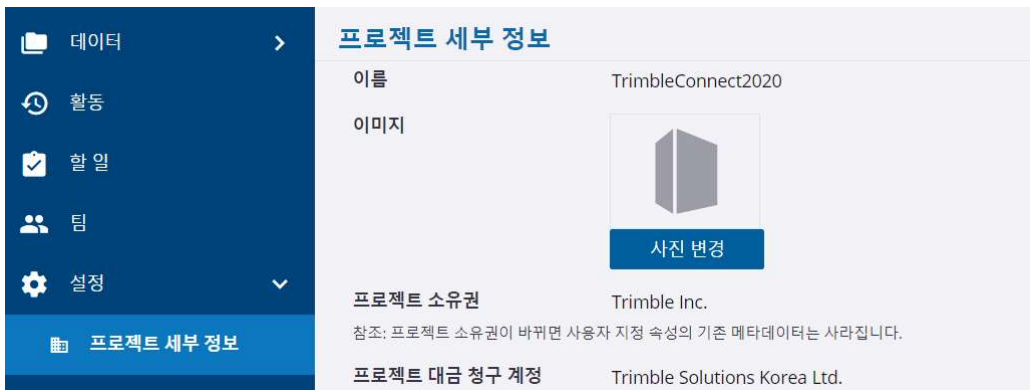 데이터
활동
할 일
팀
설정
프로젝트 세부 정보
프로젝트 세부 정보
이름 TrimbleConnect2020
이미지
사진 변경
프로젝트 소유권 Trimble Inc.
참조: 프로젝트 소유권이 바뀌면 사용자 지정 속성의 기존 메타데이터는 사라집니다.
프로젝트 대금 청구 계정 Trimble Solutions Korea Ltd.